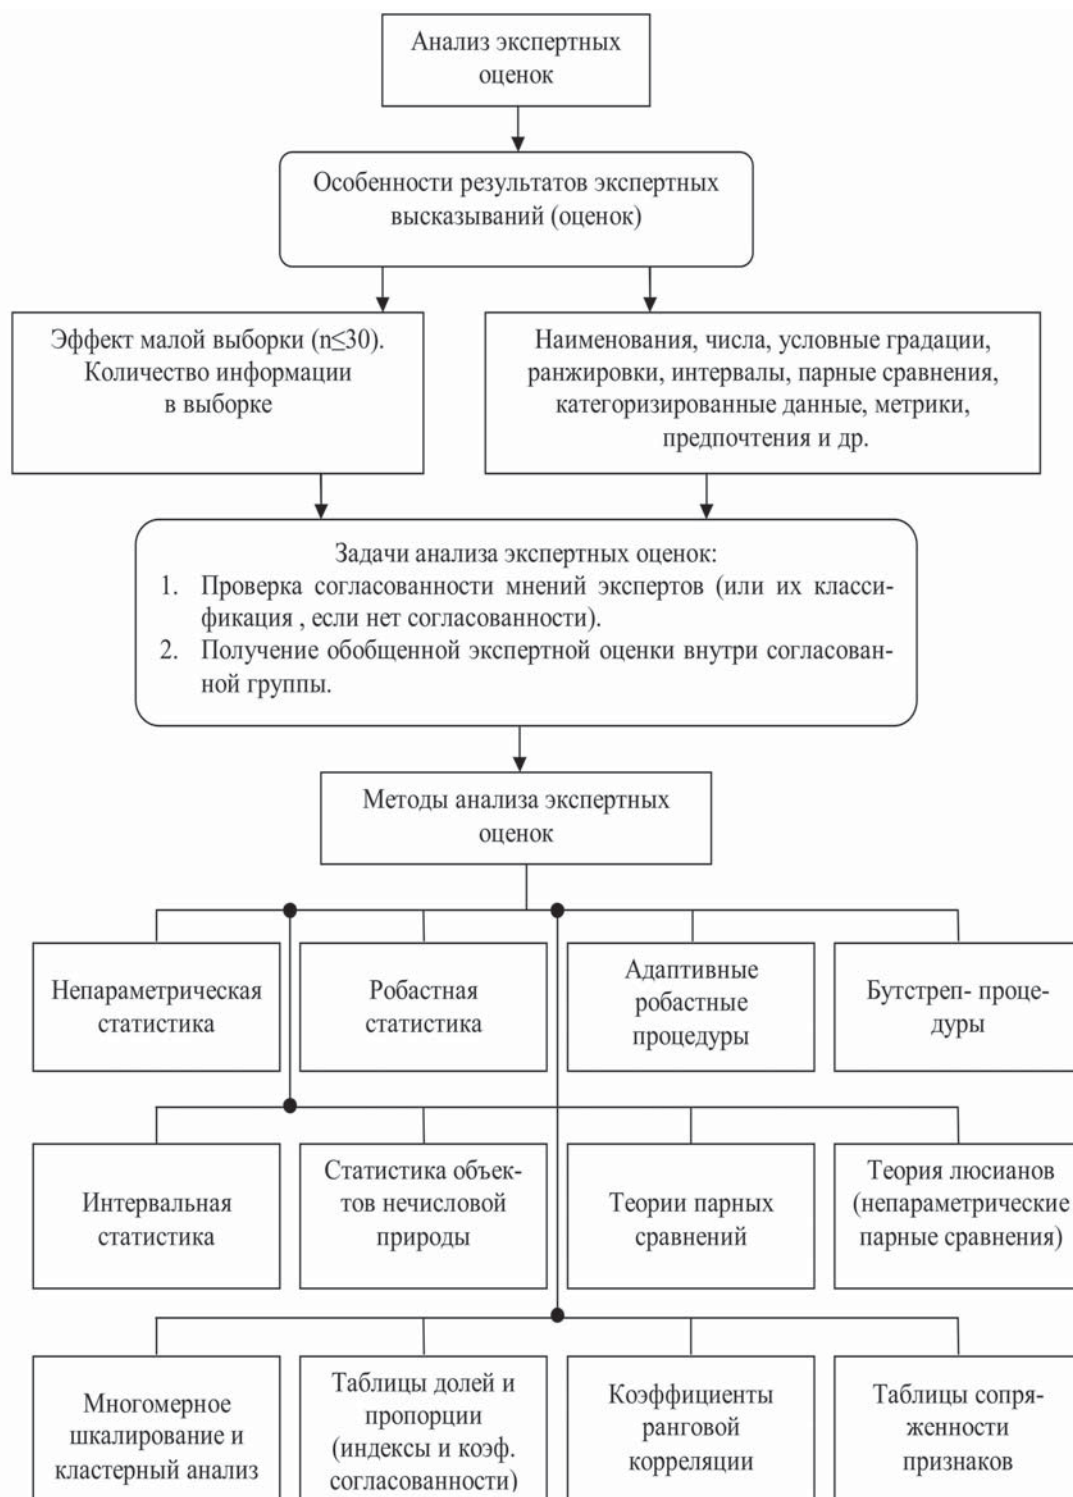 Анализ экспертных
оценок
Особенности результатов экспертных
высказываний (оценок)
Эффект малой выборки (n≤30).
Количество информации
в выборке
Наименования, числа, условные градации,
ранжировки, интервалы, парные сравнения,
категоризированные данные, метрики,
предпочтения и др.
Задачи анализа экспертных оценок:
1. Проверка согласованности мнений экспертов (или их класси-
фикация , если нет согласованности).
2. Получение обобщенной экспертной оценки внутри согласован-
ной группы.
Методы анализа экспертных
оценок
Непараметрическая
статистика
Робастная
статистика
Адаптивные
робастные
процедуры
Бутстреп- проце-
дуры
Интервальная
статистика
Статистика объек-
тов нечисловой
природы
Теории парных
сравнений
Теория люсианов
(непараметрические
парные сравнения)
Многомерное
шкалирование и
кластерный анализ
Таблицы долей и
пропорции
(индексы и коэф.
согласованности)
Коэффициенты
ранговой
корреляции
Таблицы сопря-
женности
признаков